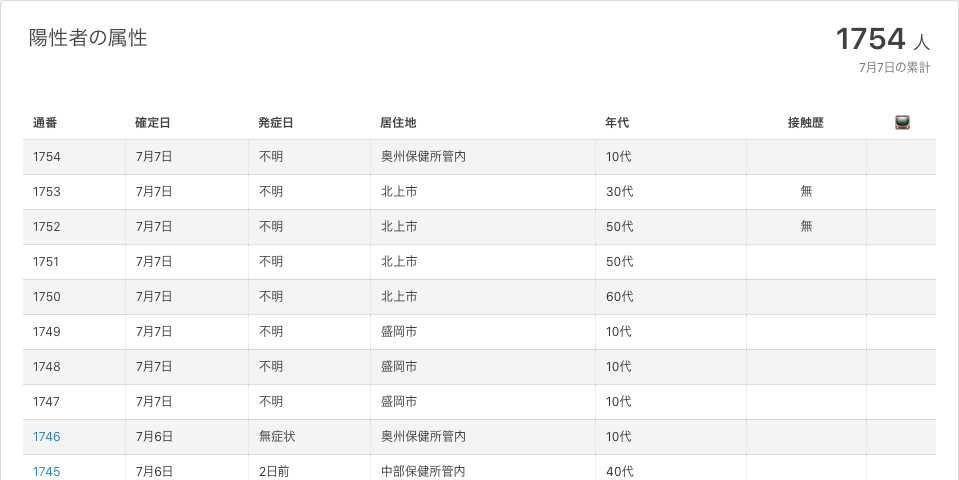 陽性者の属性
1754 人
7月7日の累計
通番 確定日 発症日 居住地 年代 接触歴
1754 7月7日 不明 奥州保健所管内 10代
1753 7月7日 不明 北上市 30代 無
1752 7月7日 不明 北上市 50代 無
1751 7月7日 不明 北上市 50代
1750 7月7日 不明 北上市 60代
1749 7月7日 不明 盛岡市 10代
1748 7月7日 不明 盛岡市 10代
1747 7月7日 不明 盛岡市 10代
1746 7月6日 無症状 奥州保健所管内 10代
1745 7月6日 2日前 中部保健所管内 40代